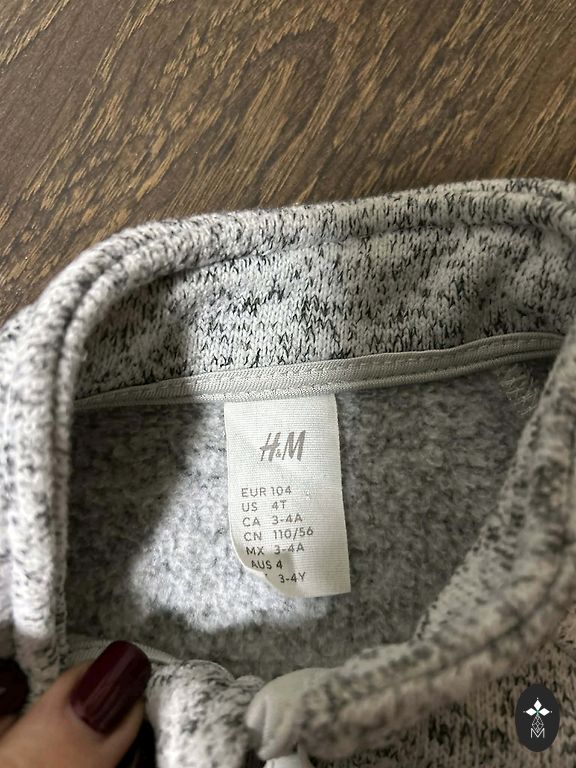 H&M
EUR 104
US 4T
CA 3-4A
CN 110/56
MX 3-4A
AUS 4
3-4Y